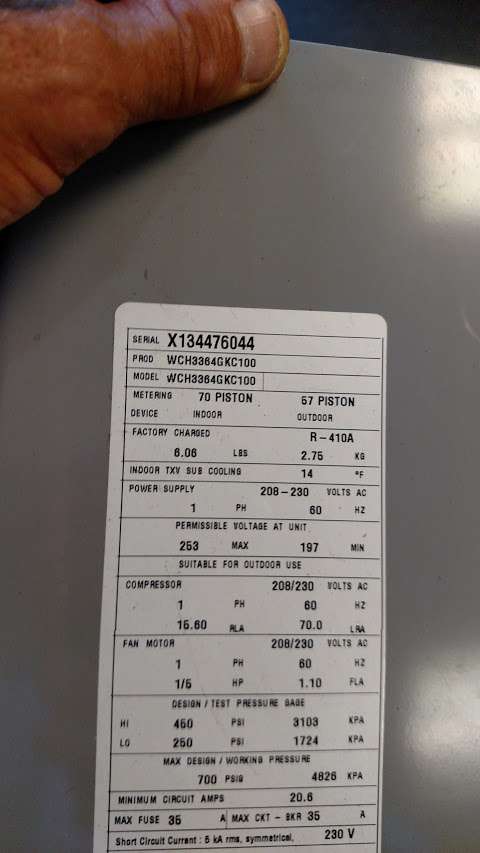 SERIAL X134476044
PROD WCH3364GKC100
MODEL WCH3364GKC100
METERING 70 PISTON 57 PISTON
DEVICE INDOOR OUTDOOR
FACTORY CHARGED R-410A
6.06 LBS 2.75 KG
INDOOR TXV SUB COOLING 14 °F
POWER SUPPLY 208-230 VOLTS AC
1 PH 60 HZ
PERMISSIBLE VOLTAGE AT UNIT
253 MAX 197 MIN
SUITABLE FOR OUTDOOR USE
COMPRESSOR 208/230 VOLTS AC
1 PH 60 HZ
15.60 RLA 70.0 LRA
FAN MOTOR 208/230 VOLTS AC
1 PH 60 HZ
1/5 HP 1.10 FLA
DESIGN/TEST PRESSURE GAGE
HI 450 PSI 3103 KPA
LO 250 PSI 1724 KPA
MAX DESIGN/WORKING PRESSURE
700 PSIG 4826 KPA
MINIMUM CIRCUIT AMPS 20.6
MAX FUSE 35 A MAX CKT-BKR 35 A
Short Circuit Current : 5 kA rms, symmetrical, 230 V